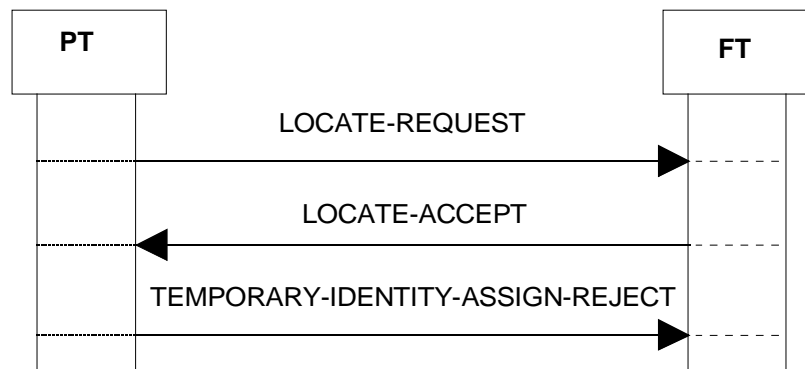 PT
FT
LOCATE-REQUEST
LOCATE-ACCEPT
TEMPORARY-IDENTITY-ASSIGN-REJECT